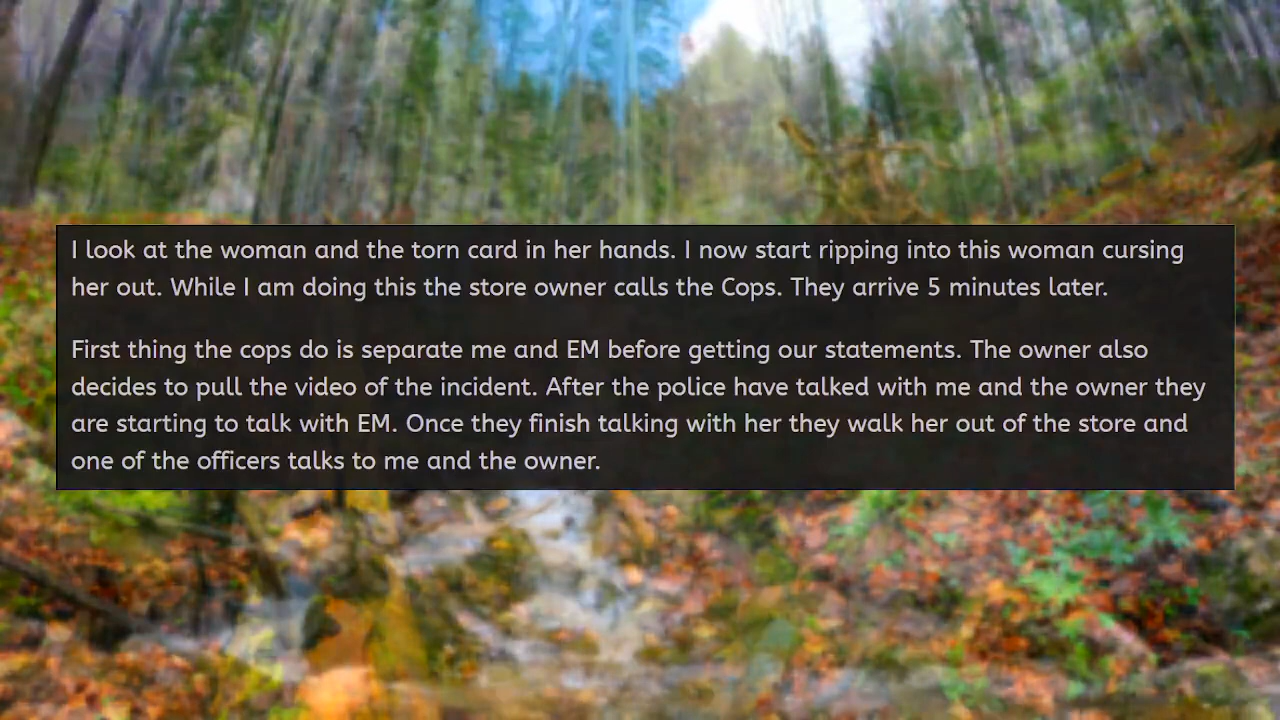 I look at the woman and the torn card in her hands. I now start ripping into this woman cursing
her out. While I am doing this the store owner calls the Cops. They arrive 5 minutes later.
First thing the cops do is separate me and EM before getting our statements. The owner also
decides to pull the video of the incident. After the police have talked with me and the owner they
are starting to talk with EM. Once they finish talking with her they walk her out of the store and
one of the officers talks to me and the owner.